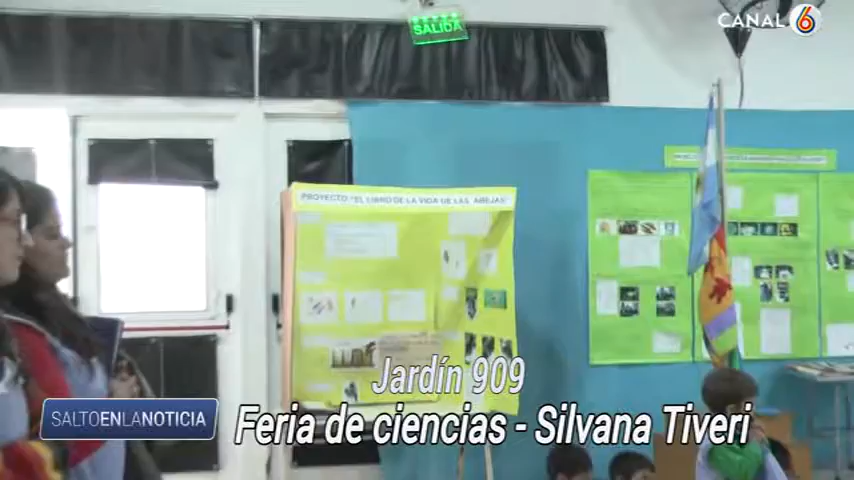 CANAL 6
SALIDA
PROYECTO "EL LIBRO DE LA VIDA DE LAS ABEJAS"
Jardín 909
SALTOENLANOTICIA
Feria de ciencias - Silvana Tiveri